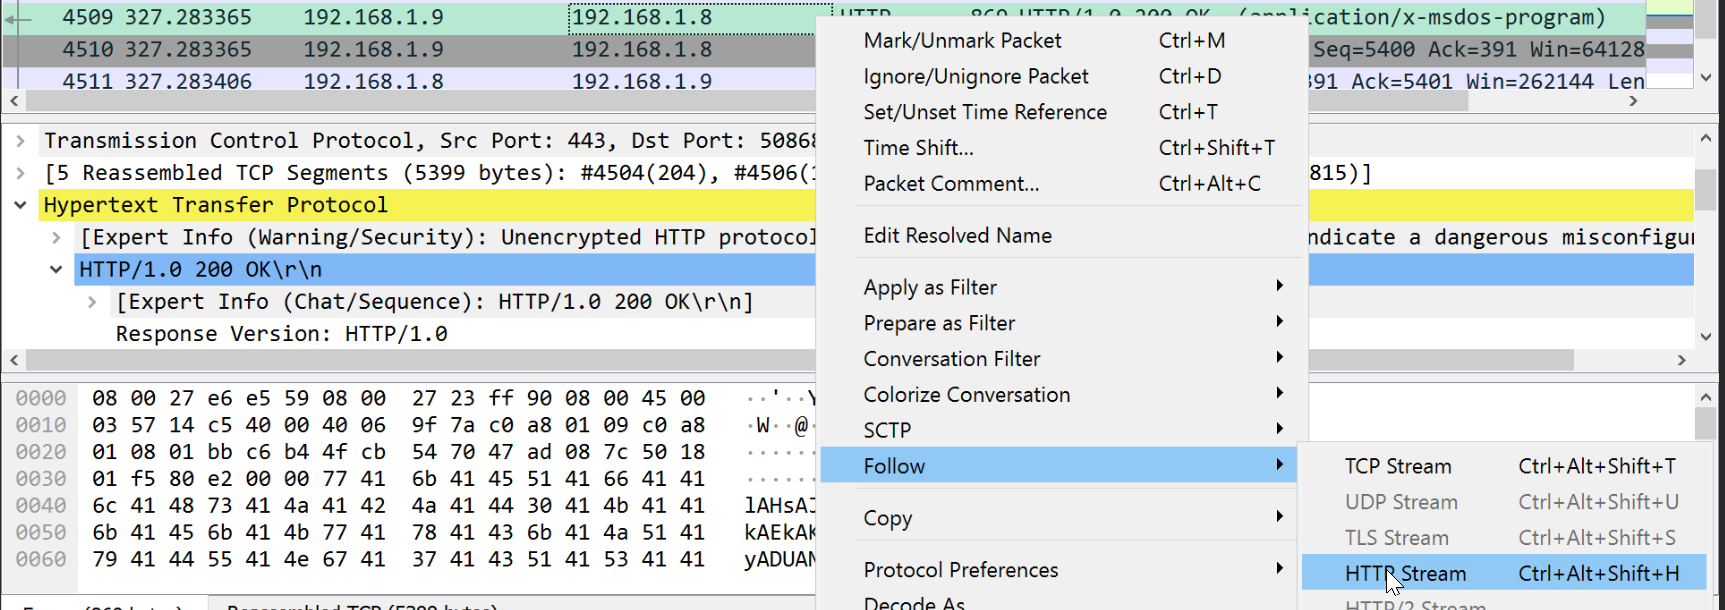 4509 327.283365 192.168.1.9 192.168.1.8 HTTP 869 HTTP/1.0 200 OK (application/x-msdos-program)
4510 327.283365 192.168.1.9 192.168.1.8 Seq=5400 Ack=391 Win=64128
4511 327.283406 192.168.1.8 192.168.1.9 391 Ack=5401 Win=262144 Len
Transmission Control Protocol, Src Port: 443, Dst Port: 50868
[5 Reassembled TCP Segments (5399 bytes): #4504(204), #4506(1 815)]
Hypertext Transfer Protocol
[Expert Info (Warning/Security): Unencrypted HTTP protocol ndicate a dangerous misconfigur
HTTP/1.0 200 OK\r\n
[Expert Info (Chat/Sequence): HTTP/1.0 200 OK\r\n]
Response Version: HTTP/1.0
0000 08 00 27 e6 e5 59 08 00 27 23 ff 90 08 00 45 00 ··'··Y
0010 03 57 14 c5 40 00 40 06 9f 7a c0 a8 01 09 c0 a8 ·W··@
0020 01 08 01 bb c6 b4 4f cb 54 70 47 ad 08 7c 50 18 ······
0030 01 f5 80 e2 00 00 77 41 6b 41 45 51 41 66 41 41 ······
0040 6c 41 48 73 41 4a 41 42 4a 41 44 30 41 4b 41 41 lAHsAJ
0050 6b 41 45 6b 41 4b 77 41 78 41 43 6b 41 4a 51 41 kAEkAK
0060 79 41 44 55 41 4e 67 41 37 41 43 51 41 53 41 41 yADUAN
Reassembled TCP (5399 bytes)
Mark/Unmark Packet Ctrl+M
Ignore/Unignore Packet Ctrl+D
Set/Unset Time Reference Ctrl+T
Time Shift... Ctrl+Shift+T
Packet Comment... Ctrl+Alt+C
Edit Resolved Name
Apply as Filter
Prepare as Filter
Conversation Filter
Colorize Conversation
SCTP
Follow
Copy
Protocol Preferences
Decode As
TCP Stream Ctrl+Alt+Shift+T
UDP Stream Ctrl+Alt+Shift+U
TLS Stream Ctrl+Alt+Shift+S
HTTP Stream Ctrl+Alt+Shift+H
HTTP/2 Stream